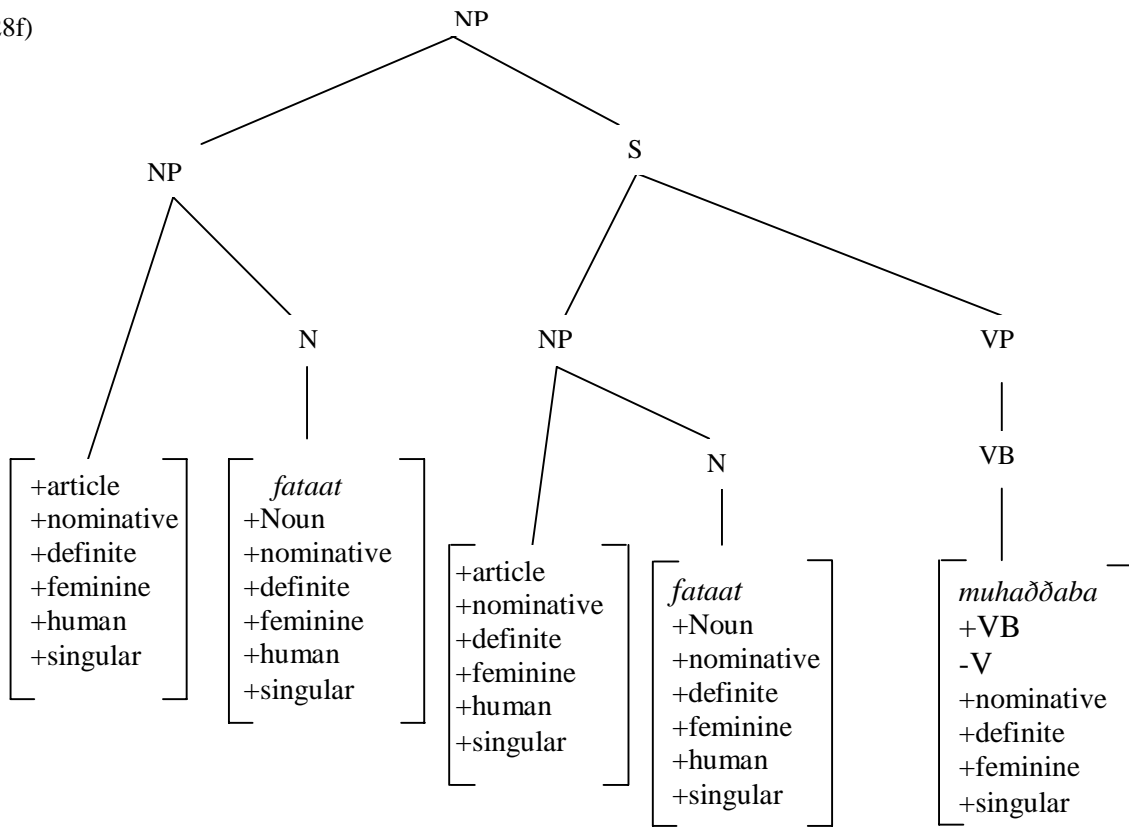 8f)
NP
NP
S
N
NP
VP
N
VB
+article
+nominative
+definite
+feminine
+human
+singular
fataat
+Noun
+nominative
+definite
+feminine
+human
+singular
+article
+nominative
+definite
+feminine
+human
+singular
fataat
+Noun
+nominative
+definite
+feminine
+human
+singular
muhaððaba
+VB
-V
+nominative
+definite
+feminine
+singular